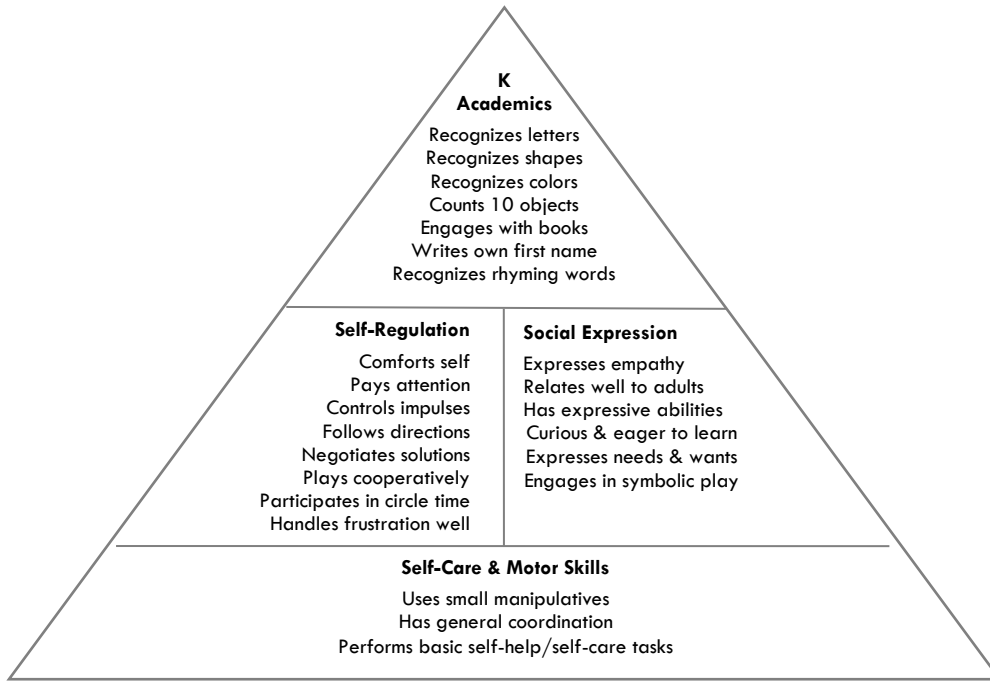 K
Academics
Recognizes letters
Recognizes shapes
Recognizes colors
Counts 10 objects
Engages with books
Writes own first name
Recognizes rhyming words
Self-Regulation
Comforts self
Pays attention
Controls impulses
Follows directions
Negotiates solutions
Plays cooperatively
Participates in circle time
Handles frustration well
Social Expression
Expresses empathy
Relates well to adults
Has expressive abilities
Curious & eager to learn
Expresses needs & wants
Engages in symbolic play
Self-Care & Motor Skills
Uses small manipulatives
Has general coordination
Performs basic self-help/self-care tasks